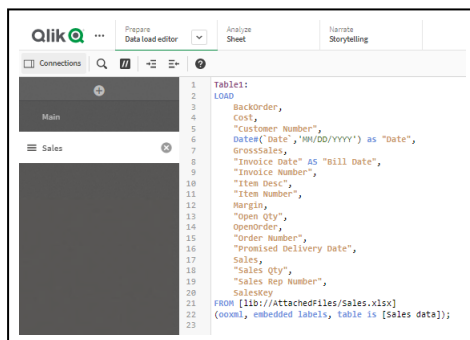 Qlik ...
Prepare
Data load editor
Analyze
Sheet
Narrate
Storytelling
Connections
Main
Sales
1 Table1:
2 LOAD
3 BackOrder,
4 Cost,
5 "Customer Number",
6 Date#(`Date`,'MM/DD/YYYY') as "Date",
7 GrossSales,
8 "Invoice Date" AS "Bill Date",
9 "Invoice Number",
10 "Item Desc",
11 "Item Number",
12 Margin,
13 "Open Qty",
14 OpenOrder,
15 "Order Number",
16 "Promised Delivery Date",
17 Sales,
18 "Sales Qty",
19 "Sales Rep Number",
20 SalesKey
21 FROM [lib://AttachedFiles/Sales.xlsx]
22 (ooxml, embedded labels, table is [Sales data]);
23